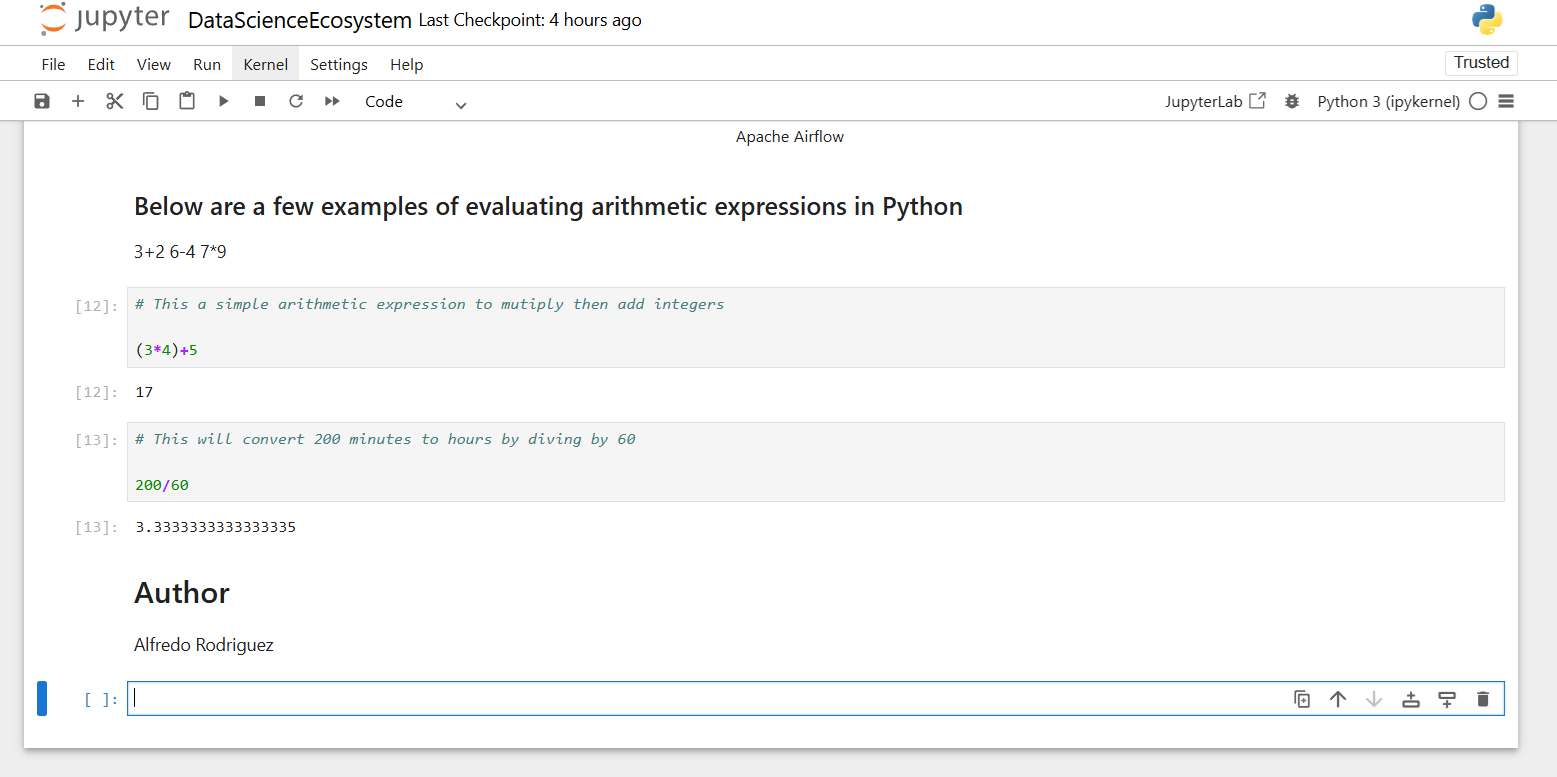 jupyter DataScienceEcosystem Last Checkpoint: 4 hours ago
File Edit View Run Kernel Settings Help
Trusted
Code
JupyterLab Python 3 (ipykernel)
Apache Airflow
Below are a few examples of evaluating arithmetic expressions in Python
3+2 6-4 7*9
[12]: # This a simple arithmetic expression to mutiply then add integers
(3*4)+5
[12]: 17
[13]: # This will convert 200 minutes to hours by diving by 60
200/60
[13]: 3.3333333333333335
Author
Alfredo Rodriguez
[ ]: